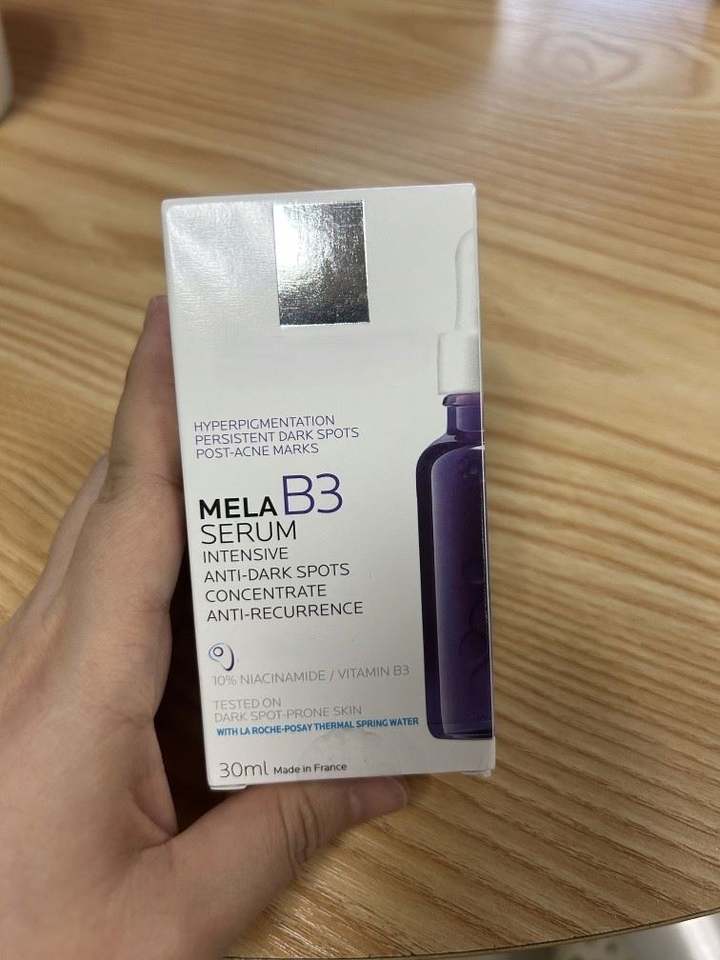 HYPERPIGMENTATION
PERSISTENT DARK SPOTS
POST-ACNE MARKS
MELA B3
SERUM
INTENSIVE
ANTI-DARK SPOTS
CONCENTRATE
ANTI-RECURRENCE
10% NIACINAMIDE / VITAMIN B3
TESTED ON
DARK SPOT-PRONE SKIN
WITH LA ROCHE-POSAY THERMAL SPRING WATER
30ml Made in France